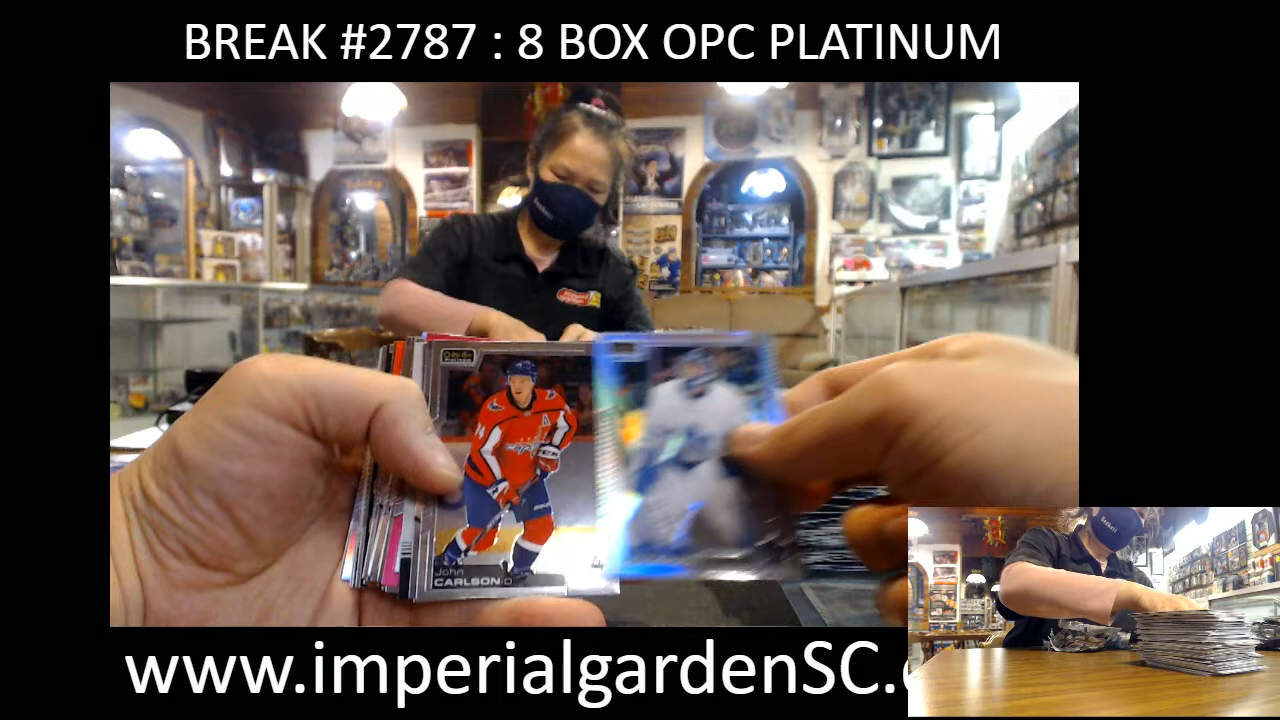 BREAK #2787 : 8 BOX OPC PLATINUM
John
CARLSON D
www.imperialgardenSC.